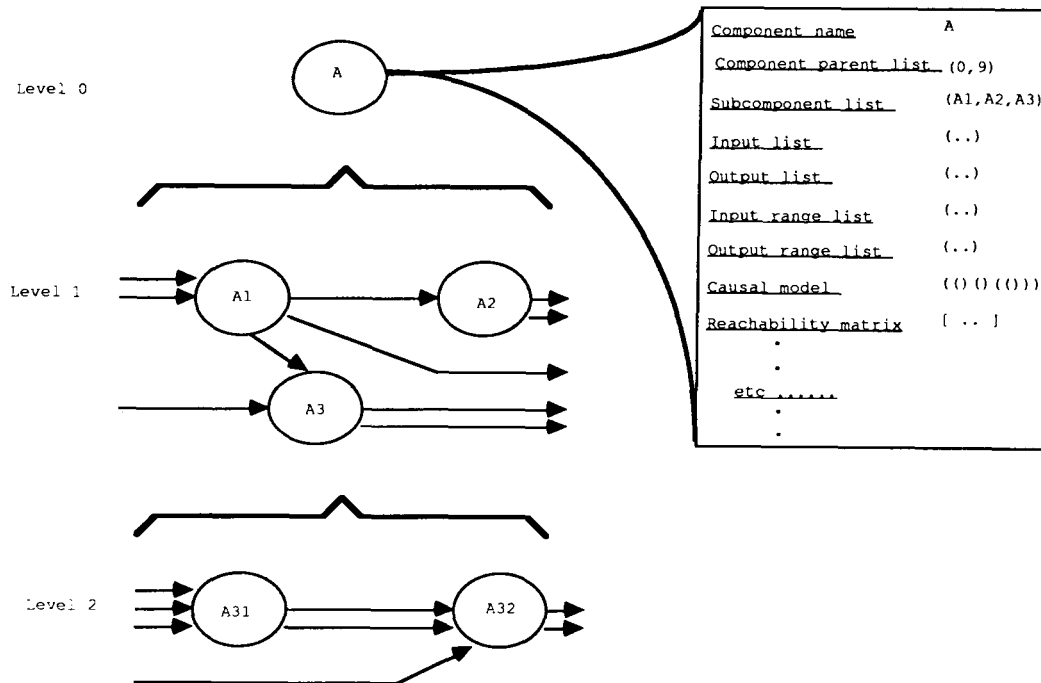 Level 0
A
Component name A
Component parent list (0,9)
Subcomponent list (A1,A2,A3)
Input list (..)
Output list (..)
Input range list (..)
Output range list (..)
Causal model (()()(()))
Reachability matrix [ .. ]
etc ......
Level 1
A1
A2
A3
Level 2
A31
A32